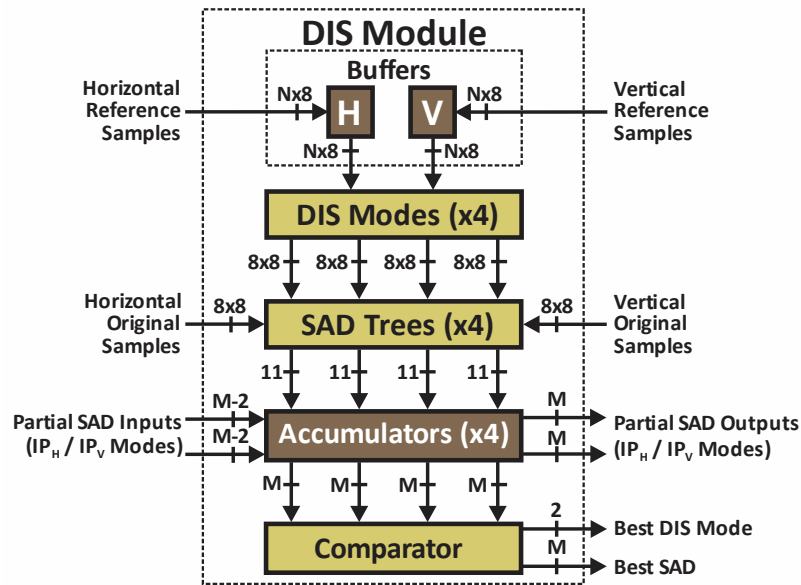 DIS Module
Buffers
Horizontal
Reference
Samples
Nx8
H
V
Nx8
Vertical
Reference
Samples
Nx8
Nx8
DIS Modes (x4)
8x8
8x8
8x8
8x8
Horizontal
Original
Samples
8x8
SAD Trees (x4)
8x8
Vertical
Original
Samples
11
11
11
11
Partial SAD Inputs
(IPH / IPV Modes)
M-2
M-2
Accumulators (x4)
M
M
Partial SAD Outputs
(IPH / IPV Modes)
M
M
M
M
Comparator
2
Best DIS Mode
M
Best SAD